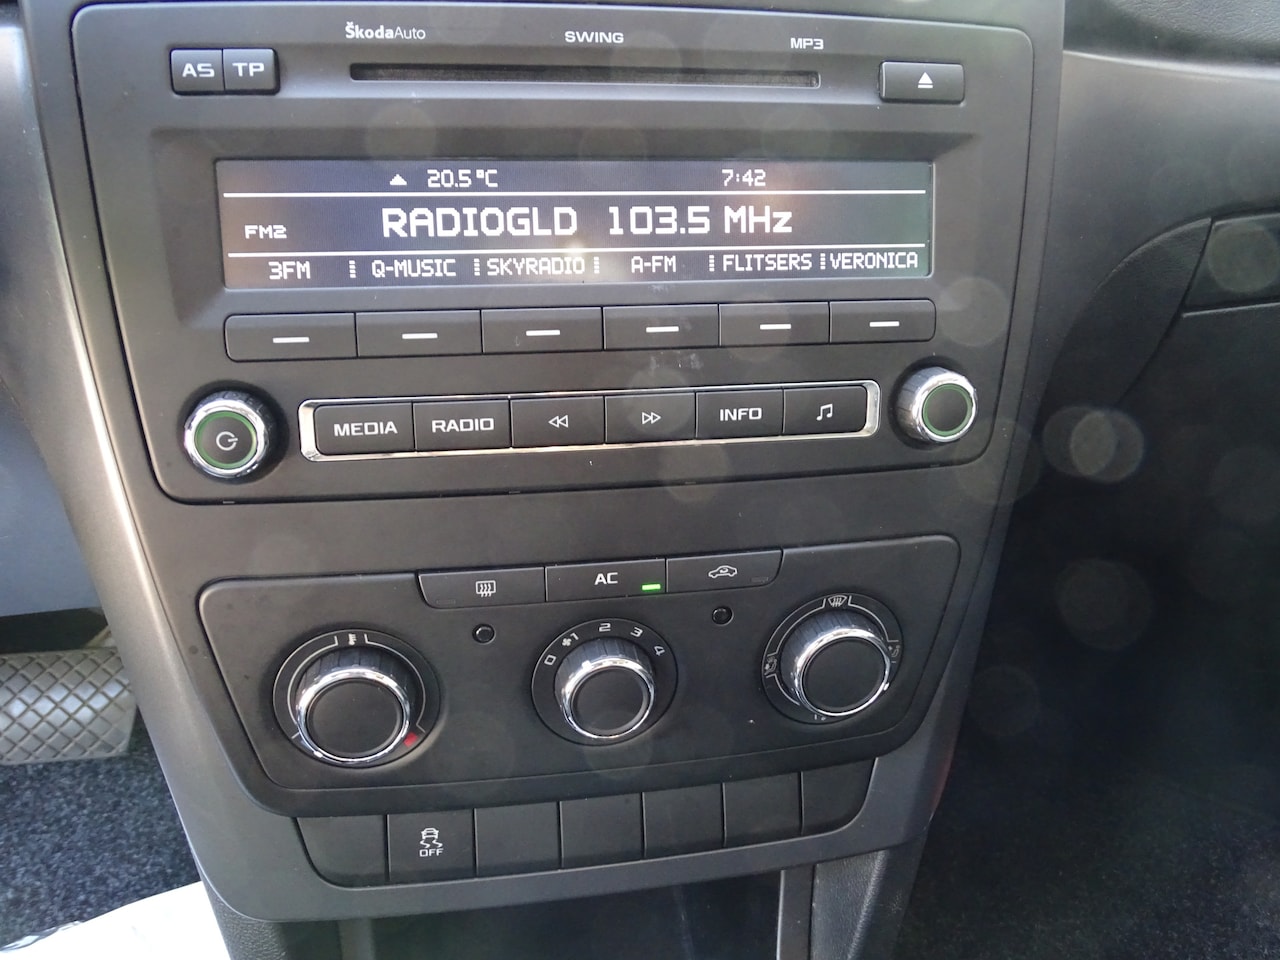 ŠkodaAuto SWING MP3
AS TP
20.5°C 7:42
FM2 RADIOGLD 103.5 MHz
3FM Q-MUSIC SKYRADIO A-FM FLITSERS VERONICA
MEDIA RADIO INFO
AC
0 1 2 3 4
OFF